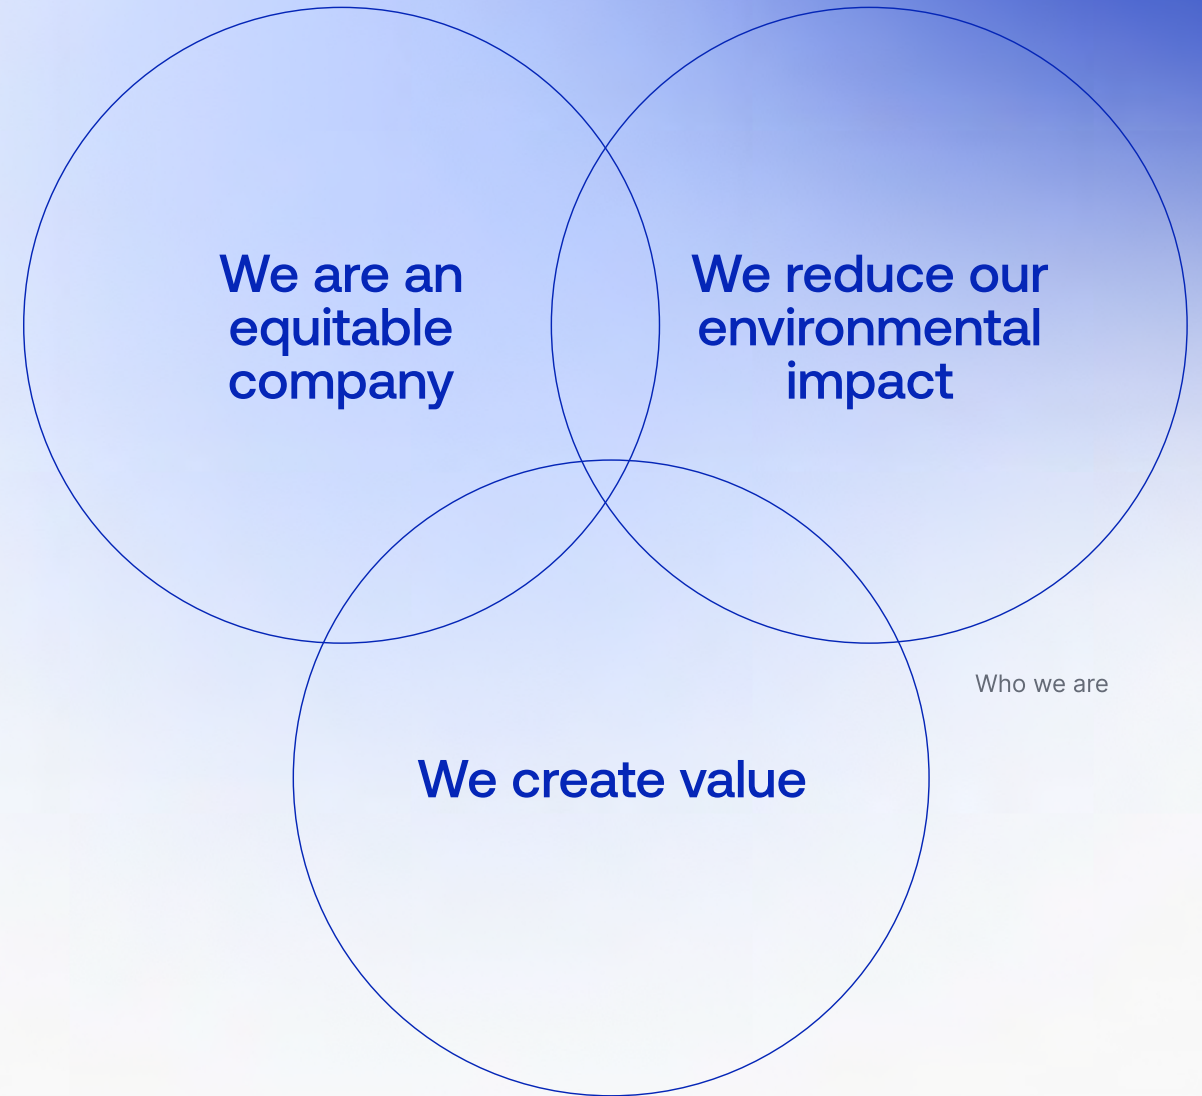 We are an
equitable
company
We reduce our
environmental
impact
Who we are
We create value